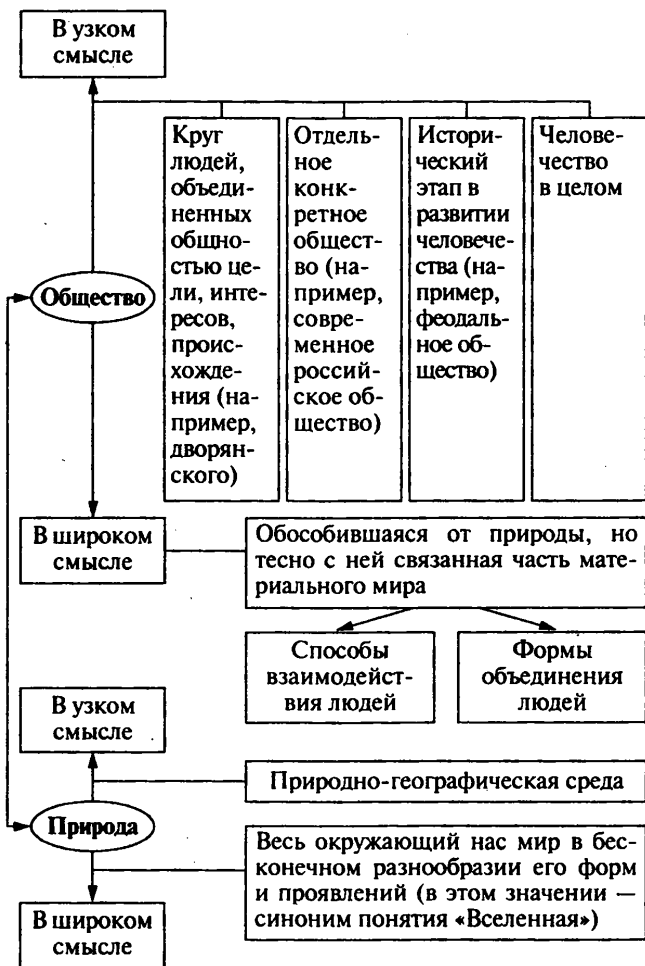 В узком
смысле
Круг
людей,
объеди-
ненных
общно-
стью це-
ли, инте-
ресов,
проис-
хожде-
ния (на-
пример,
дворян-
ского)
Отдель-
ное
конк-
ретное
общест-
во (на-
пример,
совре-
менное
россий-
ское об-
щество)
Истори-
ческий
этап в
развитии
человече-
ства (на-
пример,
феодаль-
ное об-
щество)
Челове-
чество
в целом
Общество
В широком
смысле
Обособившаяся от природы, но
тесно с ней связанная часть мате-
риального мира
Способы
взаимодейст-
вия людей
Формы
объединения
людей
В узком
смысле
Природно-географическая среда
Природа
Весь окружающий нас мир в бес-
конечном разнообразии его форм
и проявлений (в этом значении —
синоним понятия «Вселенная»)
В широком
смысле